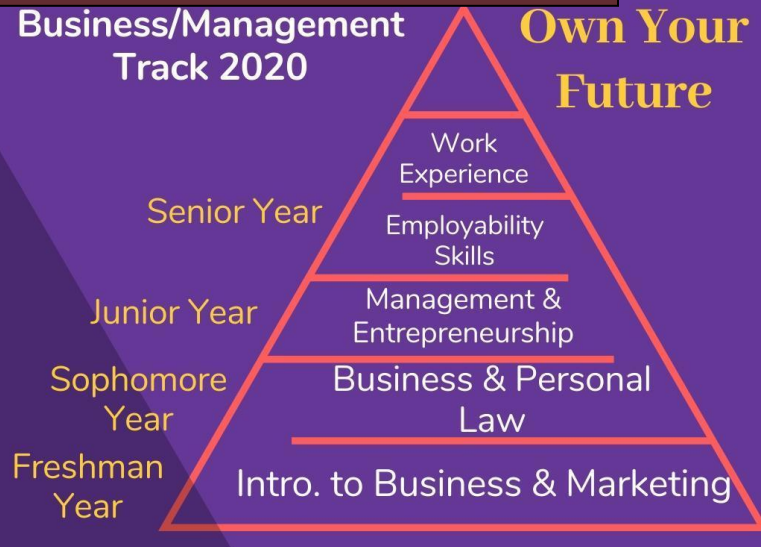 Business/Management
Track 2020
Own Your
Future
Work
Experience
Senior Year
Employability
Skills
Junior Year
Management &
Entrepreneurship
Sophomore
Year
Business & Personal
Law
Freshman
Year
Intro. to Business & Marketing